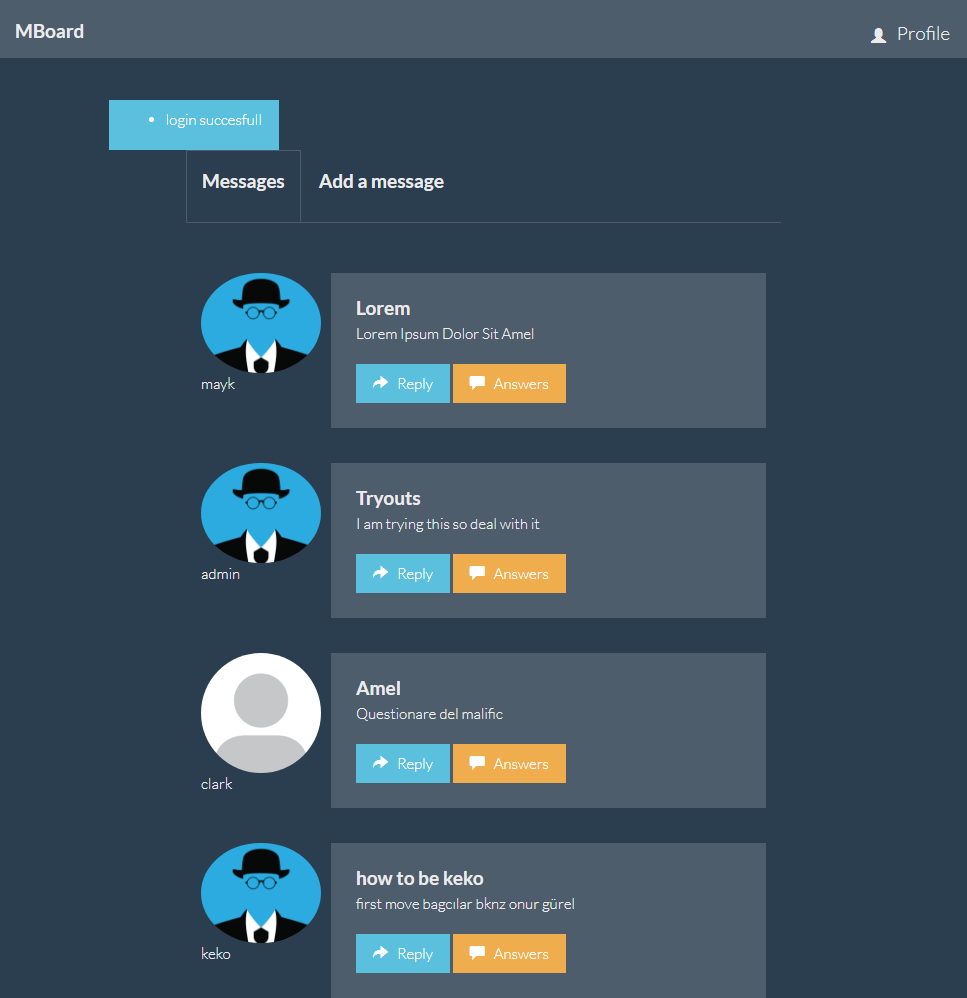 MBoard
Profile
login succesfull
Messages
Add a message
Lorem
Lorem Ipsum Dolor Sit Amel
Reply
Answers
mayk
Tryouts
I am trying this so deal with it
Reply
Answers
admin
Amel
Questionare del malific
Reply
Answers
clark
how to be keko
first move bagcılar bknz onur gürel
Reply
Answers
keko